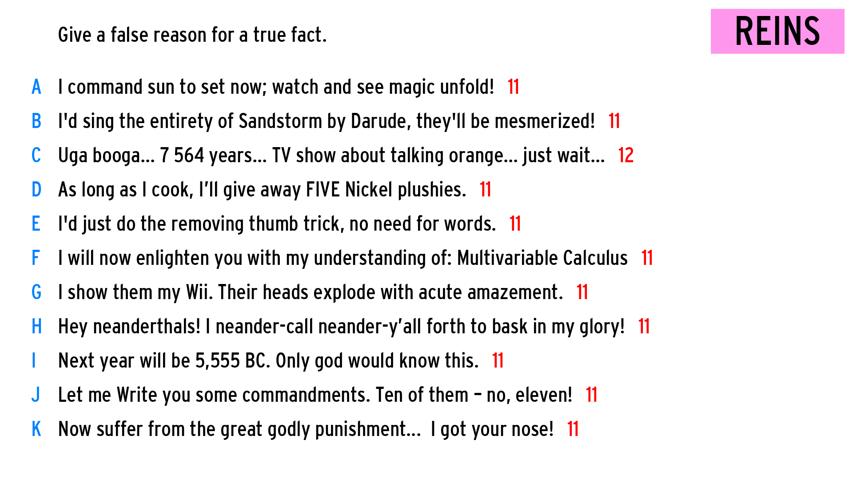 Give a false reason for a true fact.
REINS
A I command sun to set now; watch and see magic unfold! 11
B I'd sing the entirety of Sandstorm by Darude, they'll be mesmerized! 11
C Uga booga... 7 564 years... TV show about talking orange... just wait... 12
D As long as I cook, I’ll give away FIVE Nickel plushies. 11
E I'd just do the removing thumb trick, no need for words. 11
F I will now enlighten you with my understanding of: Multivariable Calculus 11
G I show them my Wii. Their heads explode with acute amazement. 11
H Hey neanderthals! I neander-call neander-y’all forth to bask in my glory! 11
I Next year will be 5,555 BC. Only god would know this. 11
J Let me Write you some commandments. Ten of them – no, eleven! 11
K Now suffer from the great godly punishment... I got your nose! 11